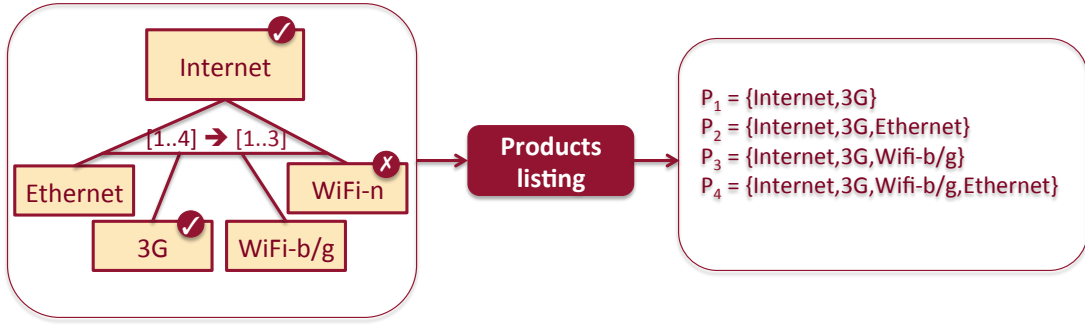 Internet
[1..4] ➔ [1..3]
Ethernet
WiFi-n
3G
WiFi-b/g
Products
listing
P1 = {Internet,3G}
P2 = {Internet,3G,Ethernet}
P3 = {Internet,3G,Wifi-b/g}
P4 = {Internet,3G,Wifi-b/g,Ethernet}